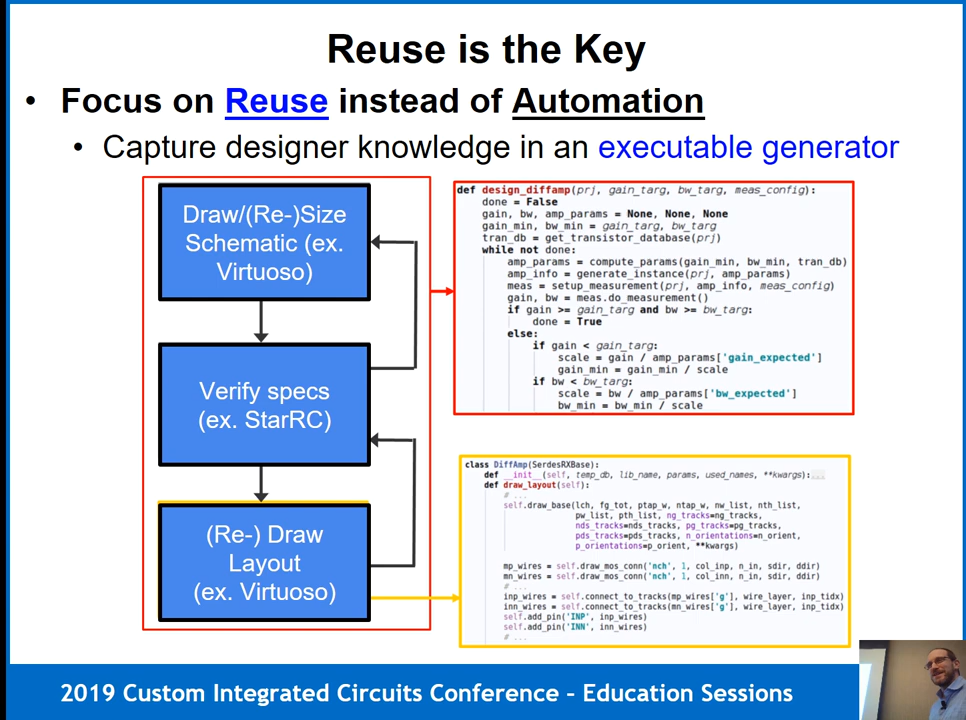 Reuse is the Key
• Focus on Reuse instead of Automation
• Capture designer knowledge in an executable generator
Draw/(Re-)Size
Schematic (ex.
Virtuoso)
Verify specs
(ex. StarRC)
(Re-) Draw
Layout
(ex. Virtuoso)
def design_diffamp(prj, gain_targ, bw_targ, meas_config):
    done = False
    gain, bw, amp_params = None, None, None
    gain_min, bw_min = gain_targ, bw_targ
    tran_db = get_transistor_database(prj)
    while not done:
        amp_params = compute_params(gain_min, bw_min, tran_db)
        amp_info = generate_instance(prj, amp_params)
        meas = setup_measurement(prj, amp_info, meas_config)
        gain, bw = meas.do_measurement()
        if gain >= gain_targ and bw >= bw_targ:
            done = True
        else:
            if gain < gain_targ:
                scale = gain / amp_params['gain_expected']
                gain_min = gain_min / scale
            if bw < bw_targ:
                scale = bw / amp_params['bw_expected']
                bw_min = bw_min / scale
class DiffAmp(SerdesRXBase):
    def __init__(self, temp_db, lib_name, params, used_names, **kwargs):...
    def draw_layout(self):
        # ...
        self.draw_base(lch, fg_tot, ptap_w, ntap_w, nw_list, nth_list,
                       pw_list, pth_list, ng_tracks=ng_tracks,
                       nds_tracks=nds_tracks, pg_tracks=pg_tracks,
                       pds_tracks=pds_tracks, n_orientations=n_orient,
                       p_orientations=p_orient, **kwargs)
        mp_wires = self.draw_mos_conn('nch', 1, col_inp, n_in, sdir, ddir)
        mn_wires = self.draw_mos_conn('nch', 1, col_inn, n_in, sdir, ddir)
        # ...
        inp_wires = self.connect_to_tracks(mp_wires['g'], wire_layer, inp_tidx)
        inn_wires = self.connect_to_tracks(mn_wires['g'], wire_layer, inp_tidx)
        self.add_pin('INP', inp_wires)
        self.add_pin('INN', inn_wires)
        # ...
2019 Custom Integrated Circuits Conference - Education Sessions